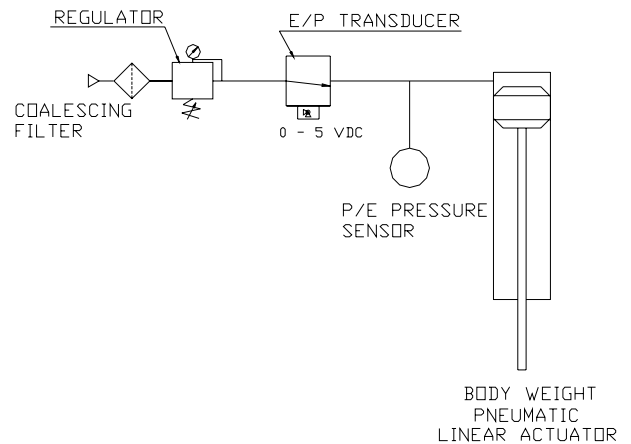 REGULATOR
E/P TRANSDUCER
COALESCING
FILTER
0 - 5 VDC
P/E PRESSURE
SENSOR
BODY WEIGHT
PNEUMATIC
LINEAR ACTUATOR